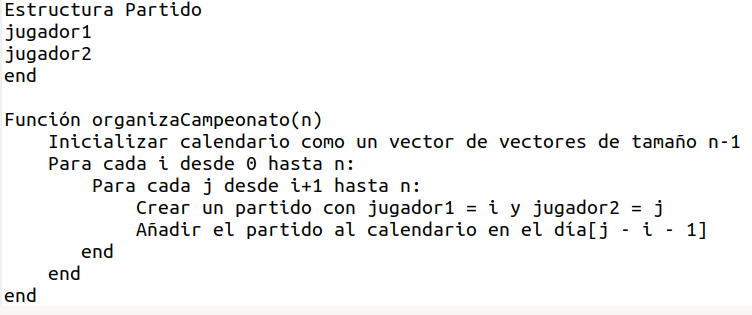 Estructura Partido
jugador1
jugador2
end
Función organizaCampeonato(n)
Inicializar calendario como un vector de vectores de tamaño n-1
Para cada i desde 0 hasta n:
Para cada j desde i+1 hasta n:
Crear un partido con jugador1 = i y jugador2 = j
Añadir el partido al calendario en el día[j - i - 1]
end
end
end